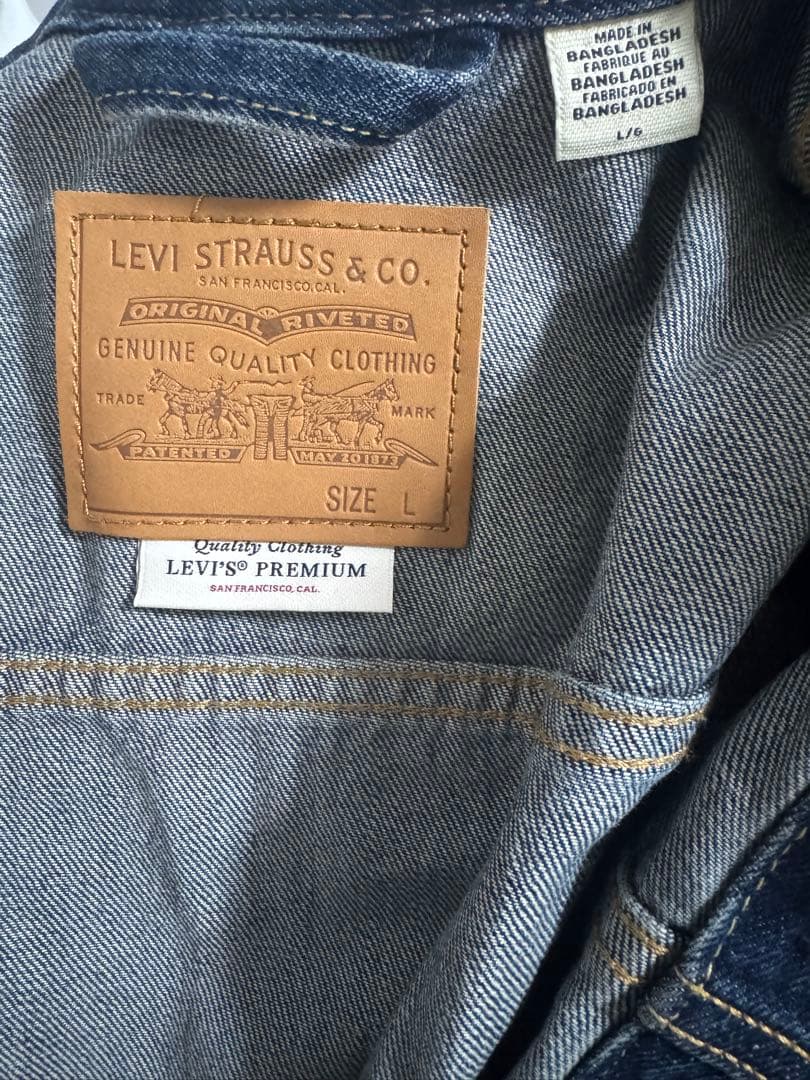 MADE IN
BANGLADESH
FABRIQUE AU
BANGLADESH
FABRICADO EN
BANGLADESH
L/G
LEVI STRAUSS & CO.
SAN FRANCISCO, CAL.
ORIGINAL RIVETED
GENUINE QUALITY CLOTHING
TRADE MARK
PATENTED MAY 20 1873
SIZE L
Quality Clothing
LEVI'S® PREMIUM
SAN FRANCISCO, CAL.